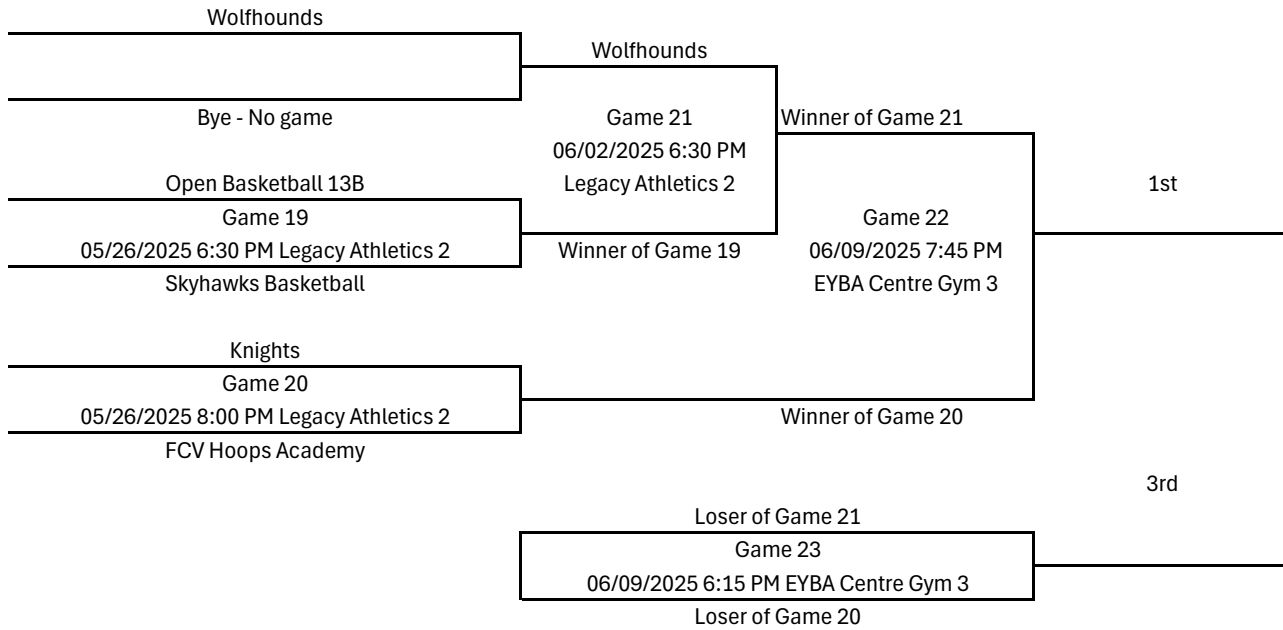 Wolfhounds
Wolfhounds
Bye - No game
Game 21
Winner of Game 21
06/02/2025 6:30 PM
Open Basketball 13B
Legacy Athletics 2
1st
Game 19
Game 22
05/26/2025 6:30 PM Legacy Athletics 2
Winner of Game 19
06/09/2025 7:45 PM
Skyhawks Basketball
EYBA Centre Gym 3
Knights
Game 20
05/26/2025 8:00 PM Legacy Athletics 2
Winner of Game 20
FCV Hoops Academy
3rd
Loser of Game 21
Game 23
06/09/2025 6:15 PM EYBA Centre Gym 3
Loser of Game 20